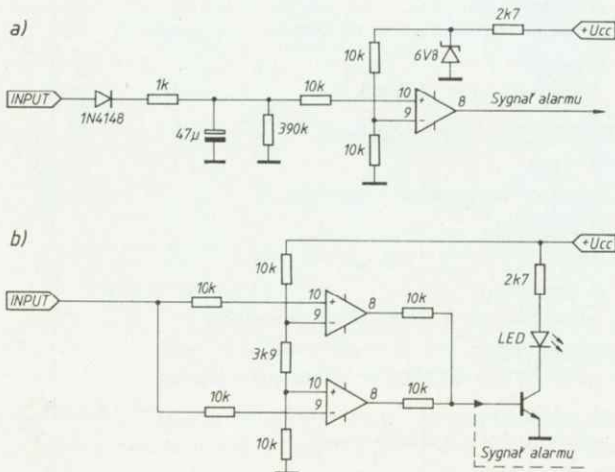 a)
2k7
+Ucc
10k
6V8
INPUT
1N4148
1k
10k
10
8
Sygnał alarmu
9
47µ
390k
10k
b)
+Ucc
10k
2k7
INPUT
10k
10
8
10k
9
LED
3k9
10
8
10k
9
10k
10k
Sygnał alarmu